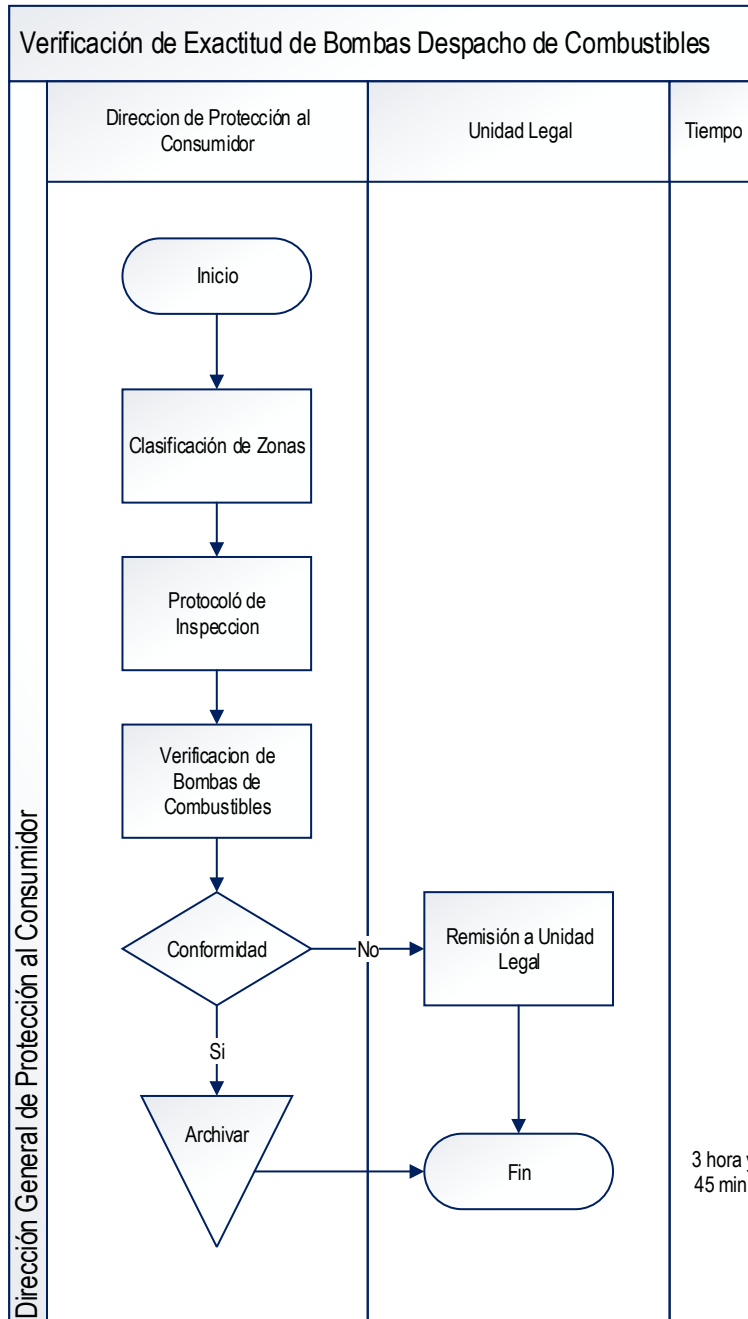 Verificación de Exactitud de Bombas Despacho de Combustibles
Direccion de Protección al
Consumidor
Unidad Legal
Tiempo
Inicio
Clasificación de Zonas
Protocoló de
Inspeccion
Verificacion de
Bombas de
Combustibles
Conformidad
No
Remisión a Unidad
Legal
Si
Archivar
Fin
3 hora y
45 min
Dirección General de Protección al Consumidor